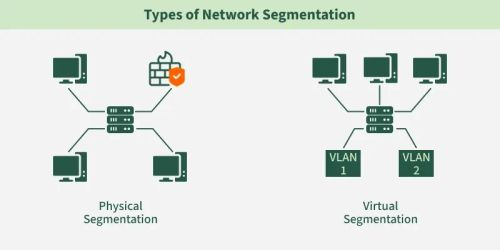 Types of Network Segmentation
VLAN
1
VLAN
2
Physical
Segmentation
Virtual
Segmentation